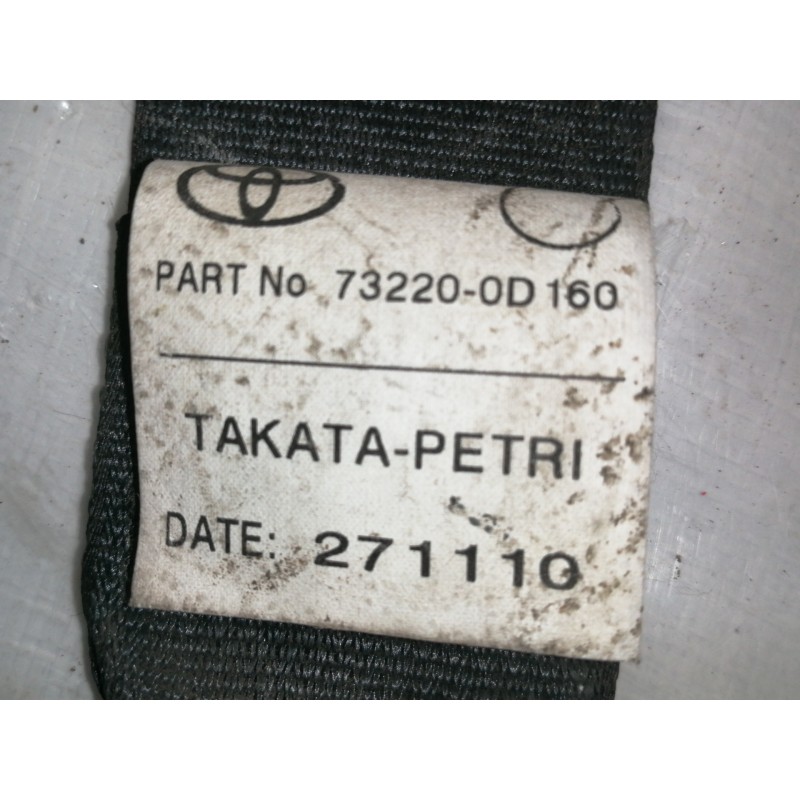 PART No 73220-0D160
TAKATA-PETRI
DATE: 271110